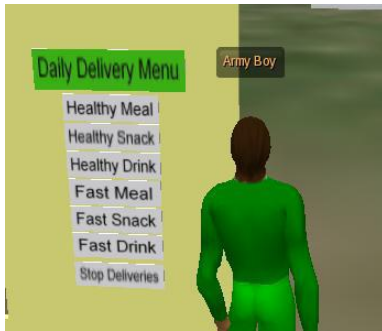 Daily Delivery Menu
Army Boy
Healthy Meal
Healthy Snack
Healthy Drink
Fast Meal
Fast Snack
Fast Drink
Stop Deliveries